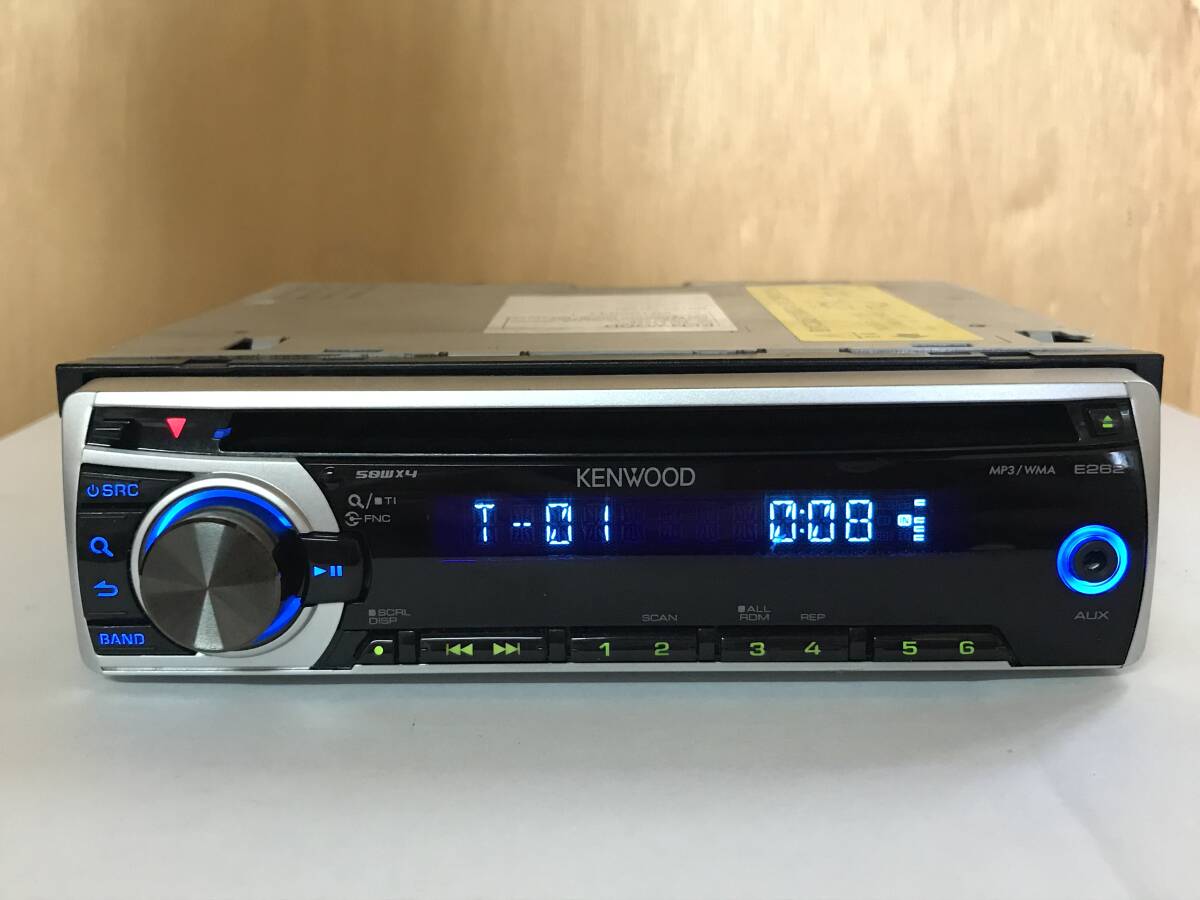 50Wx4
KENWOOD
MP3/WMA E262
SRC
TI
FNC
T-01 0:08
IN
AUX
BAND
SCRL
DISP
SCAN
ALL
RDM
REP
1 2 3 4 5 6